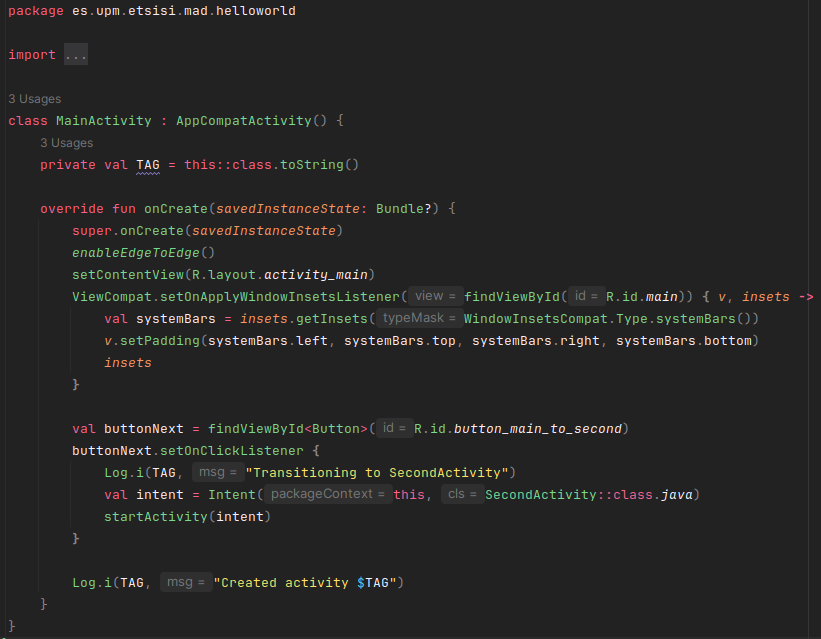 package es.upm.etsisi.mad.helloworld
import ...
3 Usages
class MainActivity : AppCompatActivity() {
3 Usages
private val TAG = this::class.toString()
override fun onCreate(savedInstanceState: Bundle?) {
super.onCreate(savedInstanceState)
enableEdgeToEdge()
setContentView(R.layout.activity_main)
ViewCompat.setOnApplyWindowInsetsListener( view = findViewById( id = R.id.main)) { v, insets ->
val systemBars = insets.getInsets( typeMask = WindowInsetsCompat.Type.systemBars())
v.setPadding(systemBars.left, systemBars.top, systemBars.right, systemBars.bottom)
insets
}
val buttonNext = findViewById<Button>( id = R.id.button_main_to_second)
buttonNext.setOnClickListener {
Log.i(TAG, msg = "Transitioning to SecondActivity")
val intent = Intent( packageContext = this, cls = SecondActivity::class.java)
startActivity(intent)
}
Log.i(TAG, msg = "Created activity $TAG")
}
}